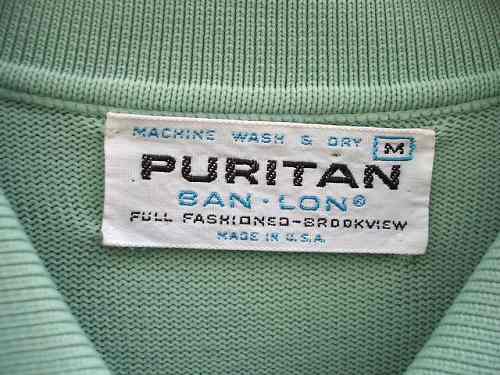 MACHINE WASH & DRY M
PURITAN
BAN·LON®
FULL FASHIONED-BROOKVIEW
MADE IN U.S.A.